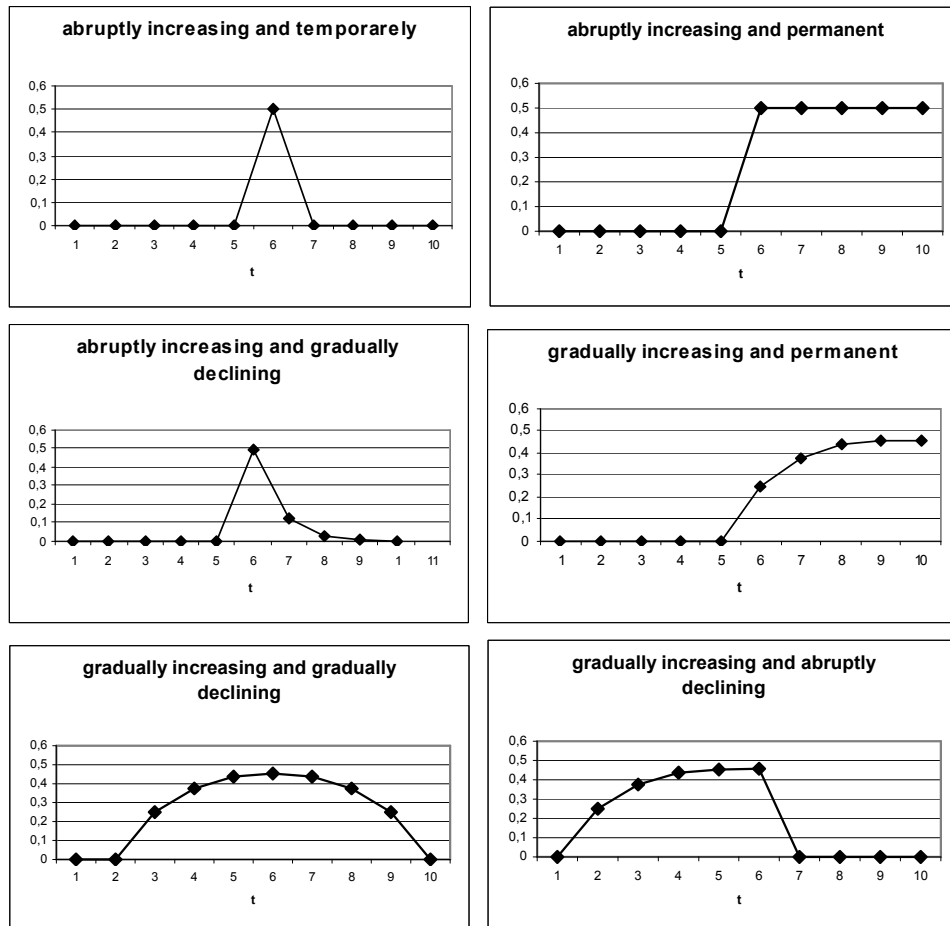 abruptly increasing and temporarely
0,6
0,5
0,4
0,3
0,2
0,1
0
1 2 3 4 5 6 7 8 9 10
t
abruptly increasing and permanent
0,6
0,5
0,4
0,3
0,2
0,1
0
1 2 3 4 5 6 7 8 9 10
t
abruptly increasing and gradually
declining
0,6
0,5
0,4
0,3
0,2
0,1
0
1 2 3 4 5 6 7 8 9 1 11
t
gradually increasing and permanent
0,6
0,5
0,4
0,3
0,2
0,1
0
1 2 3 4 5 6 7 8 9 10
t
gradually increasing and gradually
declining
0,6
0,5
0,4
0,3
0,2
0,1
0
1 2 3 4 5 6 7 8 9 10
t
gradually increasing and abruptly
declining
0,6
0,5
0,4
0,3
0,2
0,1
0
1 2 3 4 5 6 7 8 9 10
t